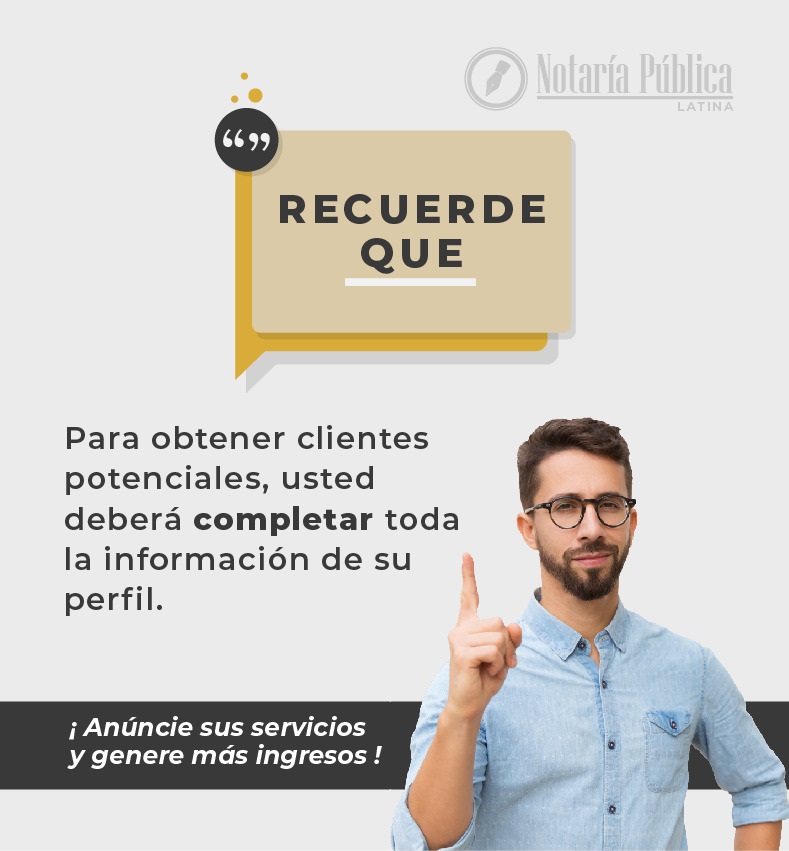 Notaría Pública
LATINA
“ ”
RECUERDE
QUE
Para obtener clientes
potenciales, usted
deberá completar toda
la información de su
perfil.
¡ Anúncie sus servicios
y genere más ingresos !